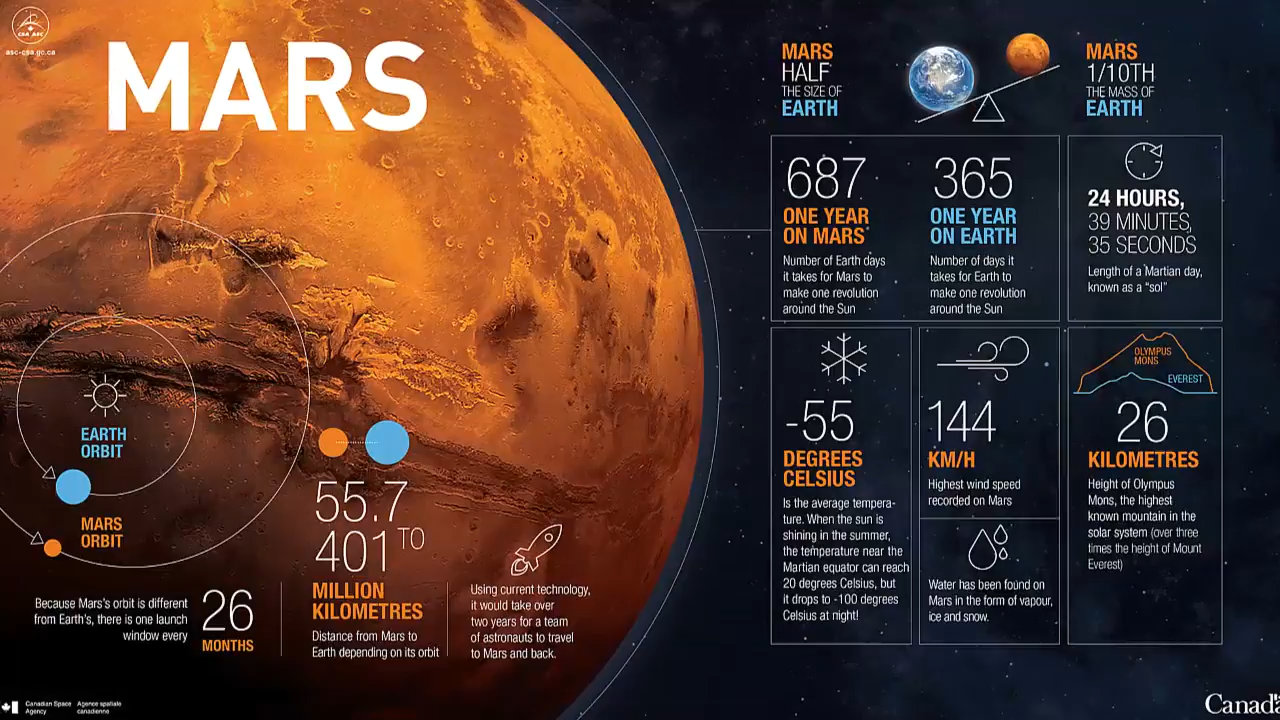 CSA ASC
asc-csa.gc.ca
MARS
EARTH
ORBIT
MARS
ORBIT
Because Mars's orbit is different
from Earth's, there is one launch
window every
26
MONTHS
55.7
TO
401
MILLION
KILOMETRES
Distance from Mars to
Earth depending on its orbit
Using current technology,
it would take over
two years for a team
of astronauts to travel
to Mars and back.
MARS
HALF
THE SIZE OF
EARTH
MARS
1/10TH
THE MASS OF
EARTH
687
ONE YEAR
ON MARS*
Number of Earth days
it takes for Mars to
make one revolution
around the Sun
365
ONE YEAR
ON EARTH
Number of days it
takes for Earth to
make one revolution
around the Sun
24 HOURS,
39 MINUTES,
35 SECONDS
Length of a Martian day,
known as a “sol”
-55
DEGREES
CELSIUS
Is the average tempera-
ture. When the sun is
shining in the summer,
the temperature near the
Martian equator can reach
20 degrees Celsius, but
it drops to -100 degrees
Celsius at night!
144
KM/H
Highest wind speed
recorded on Mars
Water has been found on
Mars in the form of vapour,
ice and snow.
OLYMPUS
MONS
EVEREST
26
KILOMETRES
Height of Olympus
Mons, the highest
known mountain in the
solar system (over three
times the height of Mount
Everest)
Canadian Space Agence spatiale
Agency canadienne
Canada